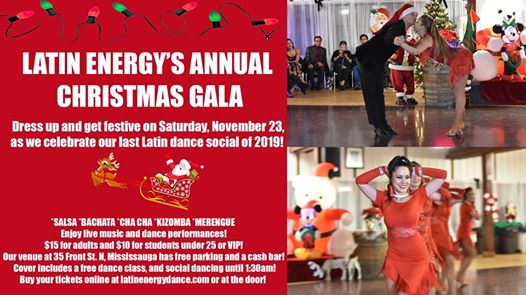 LATIN ENERGY'S ANNUAL
CHRISTMAS GALA
Dress up and get festive on Saturday, November 23,
as we celebrate our last Latin dance social of 2019!
*SALSA *BACHATA *CHA CHA *KIZOMBA *MERENGUE
Enjoy live music and dance performances!
$15 for adults and $10 for students under 25 or VIP!
Our venue at 35 Front St. N, Mississauga has free parking and a cash bar!
Cover includes a free dance class, and social dancing until 1:30am!
Buy your tickets online at latinenergydance.com or at the door!